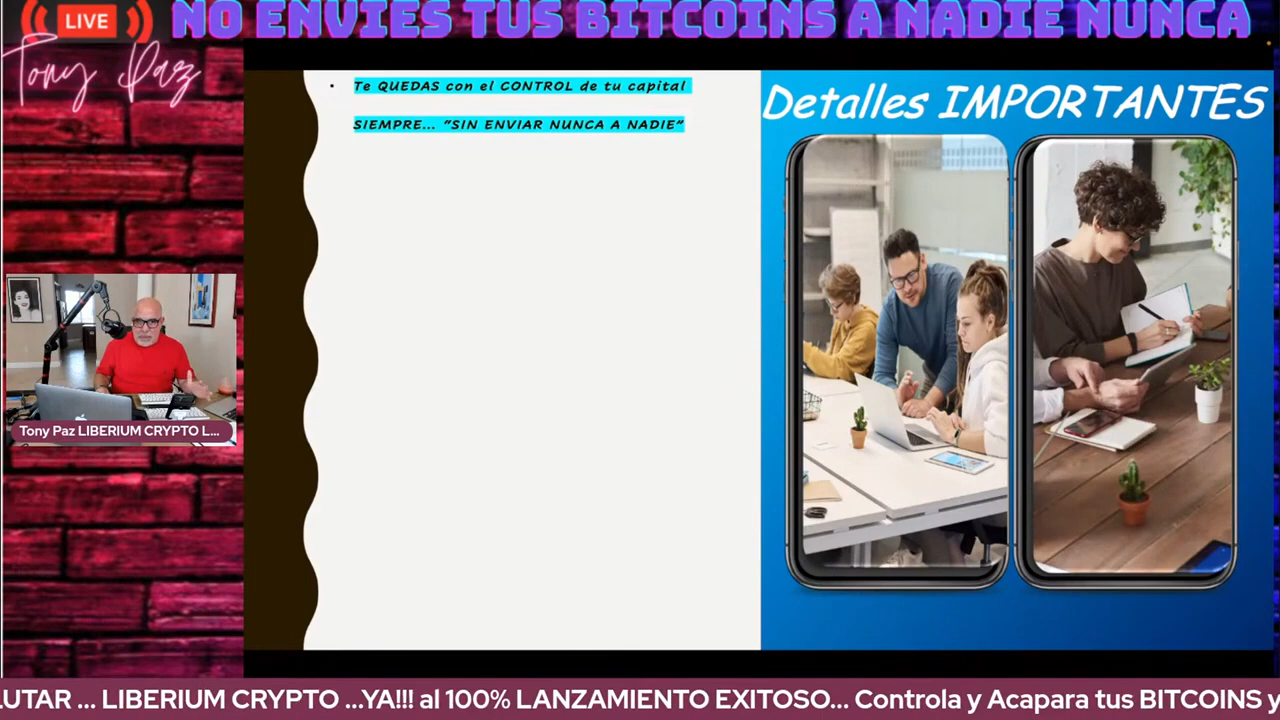 LIVE
NO ENVIES TUS BITCOINS A NADIE NUNCA
Tony Paz
• Te QUEDAS con el CONTROL de tu capital
SIEMPRE... "SIN ENVIAR NUNCA A NADIE"
Detalles IMPORTANTES
Tony Paz LIBERIUM CRYPTO L...
LUTAR ... LIBERIUM CRYPTO ...YA!!! al 100% LANZAMIENTO EXITOSO... Controla y Acapara tus BITCOINS y